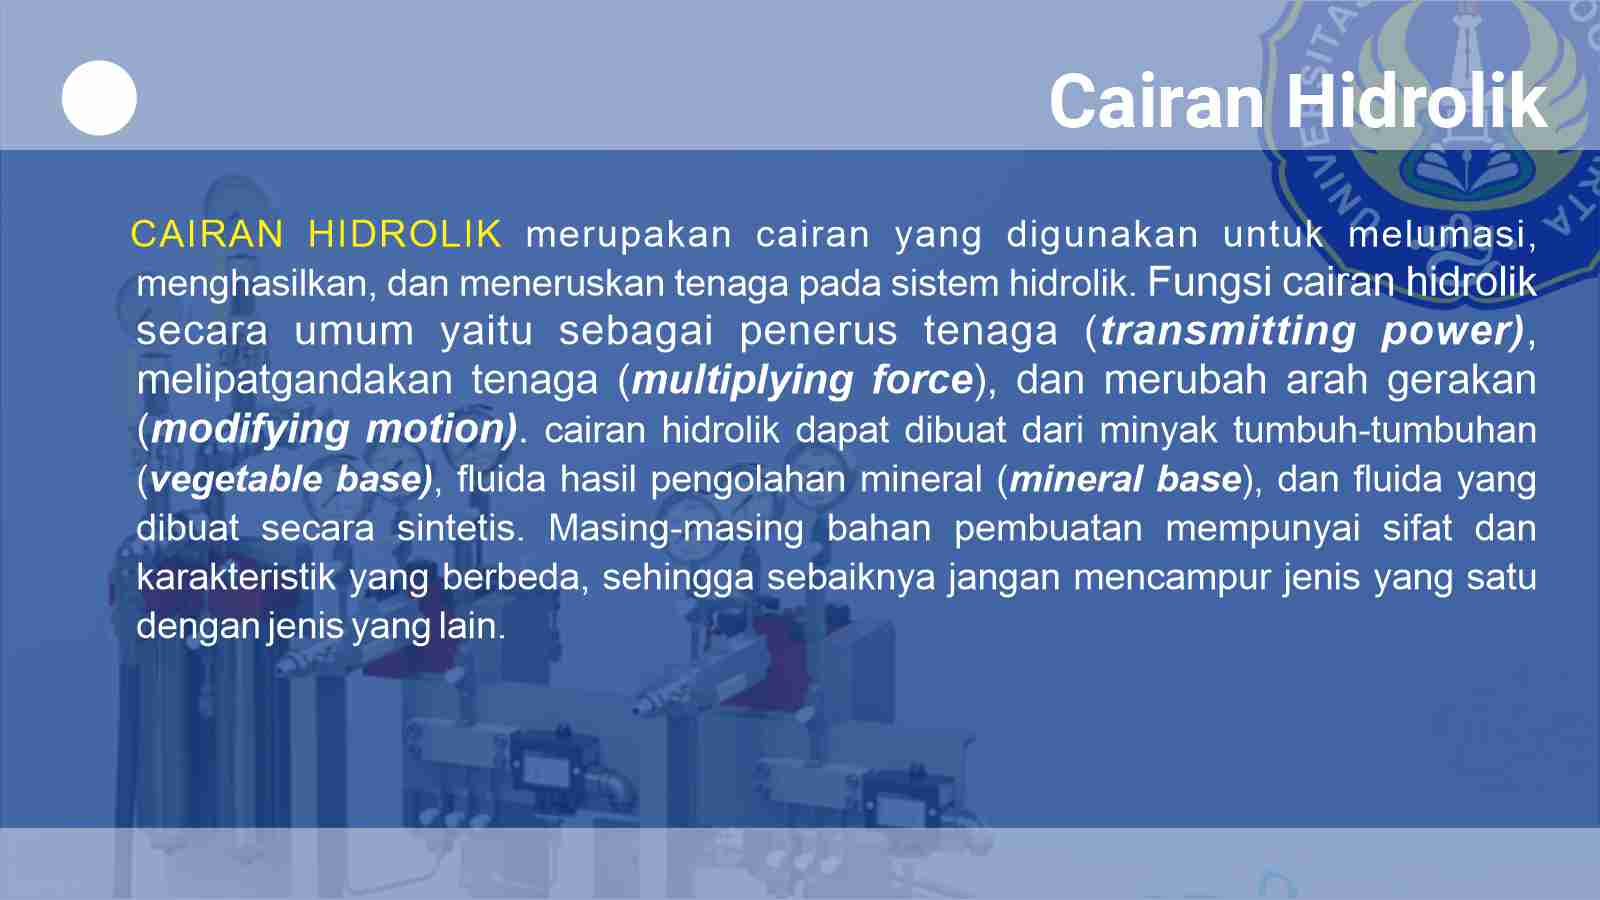 Cairan Hidrolik
CAIRAN HIDROLIK merupakan cairan yang digunakan untuk melumasi,
menghasilkan, dan meneruskan tenaga pada sistem hidrolik. Fungsi cairan hidrolik
secara umum yaitu sebagai penerus tenaga (transmitting power),
melipatgandakan tenaga (multiplying force), dan merubah arah gerakan
(modifying motion). cairan hidrolik dapat dibuat dari minyak tumbuh-tumbuhan
(vegetable base), fluida hasil pengolahan mineral (mineral base), dan fluida yang
dibuat secara sintetis. Masing-masing bahan pembuatan mempunyai sifat dan
karakteristik yang berbeda, sehingga sebaiknya jangan mencampur jenis yang satu
dengan jenis yang lain.
UNIVERSITAS